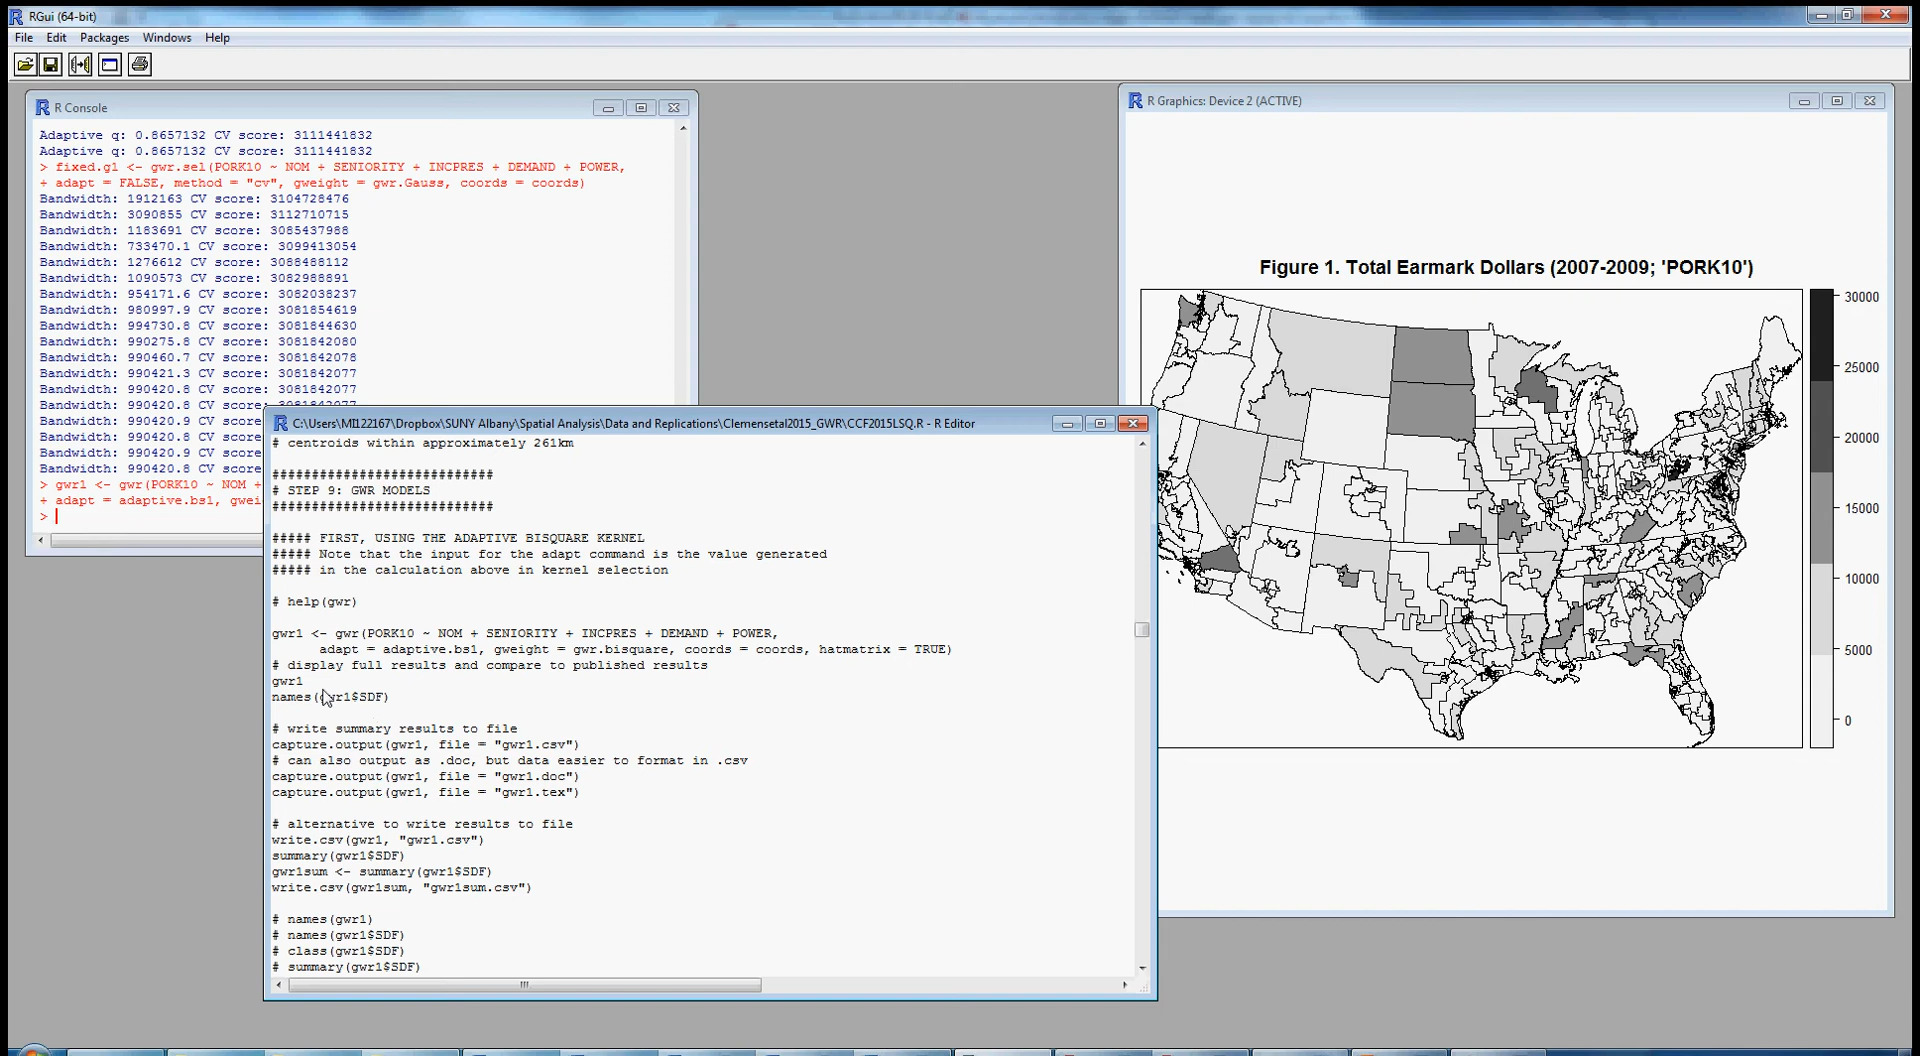 RGui (64-bit)
File Edit Packages Windows Help
R Console
Adaptive q: 0.8657132 CV score: 3111441832
Adaptive q: 0.8657132 CV score: 3111441832
> fixed.g1 <- gwr.sel(PORK10 ~ NOM + SENIORITY + INCPRES + DEMAND + POWER,
+ adapt = FALSE, method = "cv", gweight = gwr.Gauss, coords = coords)
Bandwidth: 1912163 CV score: 3104728476
Bandwidth: 3090855 CV score: 3112710715
Bandwidth: 1183691 CV score: 3085437988
Bandwidth: 733470.1 CV score: 3099413054
Bandwidth: 1276612 CV score: 3088488112
Bandwidth: 1090573 CV score: 3082988891
Bandwidth: 954171.6 CV score: 3082038237
Bandwidth: 980997.9 CV score: 3081854619
Bandwidth: 994730.8 CV score: 3081844630
Bandwidth: 990275.8 CV score: 3081842080
Bandwidth: 990460.7 CV score: 3081842078
Bandwidth: 990421.3 CV score: 3081842077
Bandwidth: 990420.8 CV score: 3081842077
Bandwidth: 990420.8
Bandwidth: 990420.9
Bandwidth: 990420.8
Bandwidth: 990420.9
Bandwidth: 990420.8
> gwr1 <- gwr(PORK10 ~ NOM +
+ adapt = adaptive.bs1, gwei
>
C:\Users\MI122167\Dropbox\SUNY Albany\Spatial Analysis\Data and Replications\Clemensetal2015_GWR\CCF2015LSQ.R - R Editor
# centroids within approximately 261km
############################
# STEP 9: GWR MODELS
############################
##### FIRST, USING THE ADAPTIVE BISQUARE KERNEL
##### Note that the input for the adapt command is the value generated
##### in the calculation above in kernel selection
# help(gwr)
gwr1 <- gwr(PORK10 ~ NOM + SENIORITY + INCPRES + DEMAND + POWER,
adapt = adaptive.bs1, gweight = gwr.bisquare, coords = coords, hatmatrix = TRUE)
# display full results and compare to published results
gwr1
names(gwr1$SDF)
# write summary results to file
capture.output(gwr1, file = "gwr1.csv")
# can also output as .doc, but data easier to format in .csv
capture.output(gwr1, file = "gwr1.doc")
capture.output(gwr1, file = "gwr1.tex")
# alternative to write results to file
write.csv(gwr1, "gwr1.csv")
summary(gwr1$SDF)
gwr1sum <- summary(gwr1$SDF)
write.csv(gwr1sum, "gwr1sum.csv")
# names(gwr1)
# names(gwr1$SDF)
# class(gwr1$SDF)
# summary(gwr1$SDF)
R Graphics: Device 2 (ACTIVE)
Figure 1. Total Earmark Dollars (2007-2009; 'PORK10')
30000
25000
20000
15000
10000
5000
0